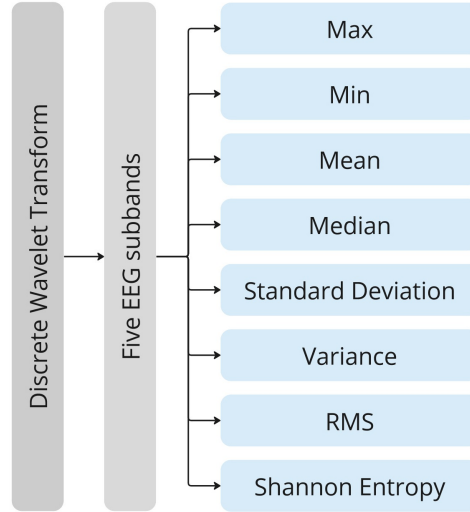 Discrete Wavelet Transform
Five EEG subbands
Max
Min
Mean
Median
Standard Deviation
Variance
RMS
Shannon Entropy